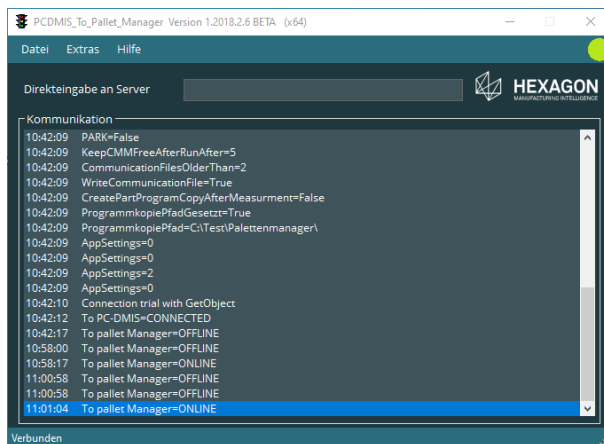 PCDMIS_To_Pallet_Manager Version 1.2018.2.6 BETA (x64)
Datei Extras Hilfe
Direkteingabe an Server
HEXAGON
MANUFACTURING INTELLIGENCE
Kommunikation
10:42:09 PARK=False
10:42:09 KeepCMMFreeAfterRunAfter=5
10:42:09 CommunicationFilesOlderThan=2
10:42:09 WriteCommunicationFile=True
10:42:09 CreatePartProgramCopyAfterMeasurment=False
10:42:09 ProgrammkopiePfadGesetzt=True
10:42:09 ProgrammkopiePfad=C:\Test\Palettenmanager\
10:42:09 AppSettings=0
10:42:09 AppSettings=0
10:42:09 AppSettings=2
10:42:09 AppSettings=0
10:42:10 Connection trial with GetObject
10:42:12 To PC-DMIS=CONNECTED
10:42:17 To pallet Manager=OFFLINE
10:58:00 To pallet Manager=OFFLINE
10:58:17 To pallet Manager=ONLINE
11:00:58 To pallet Manager=OFFLINE
11:00:58 To pallet Manager=OFFLINE
11:01:04 To pallet Manager=ONLINE
Verbunden